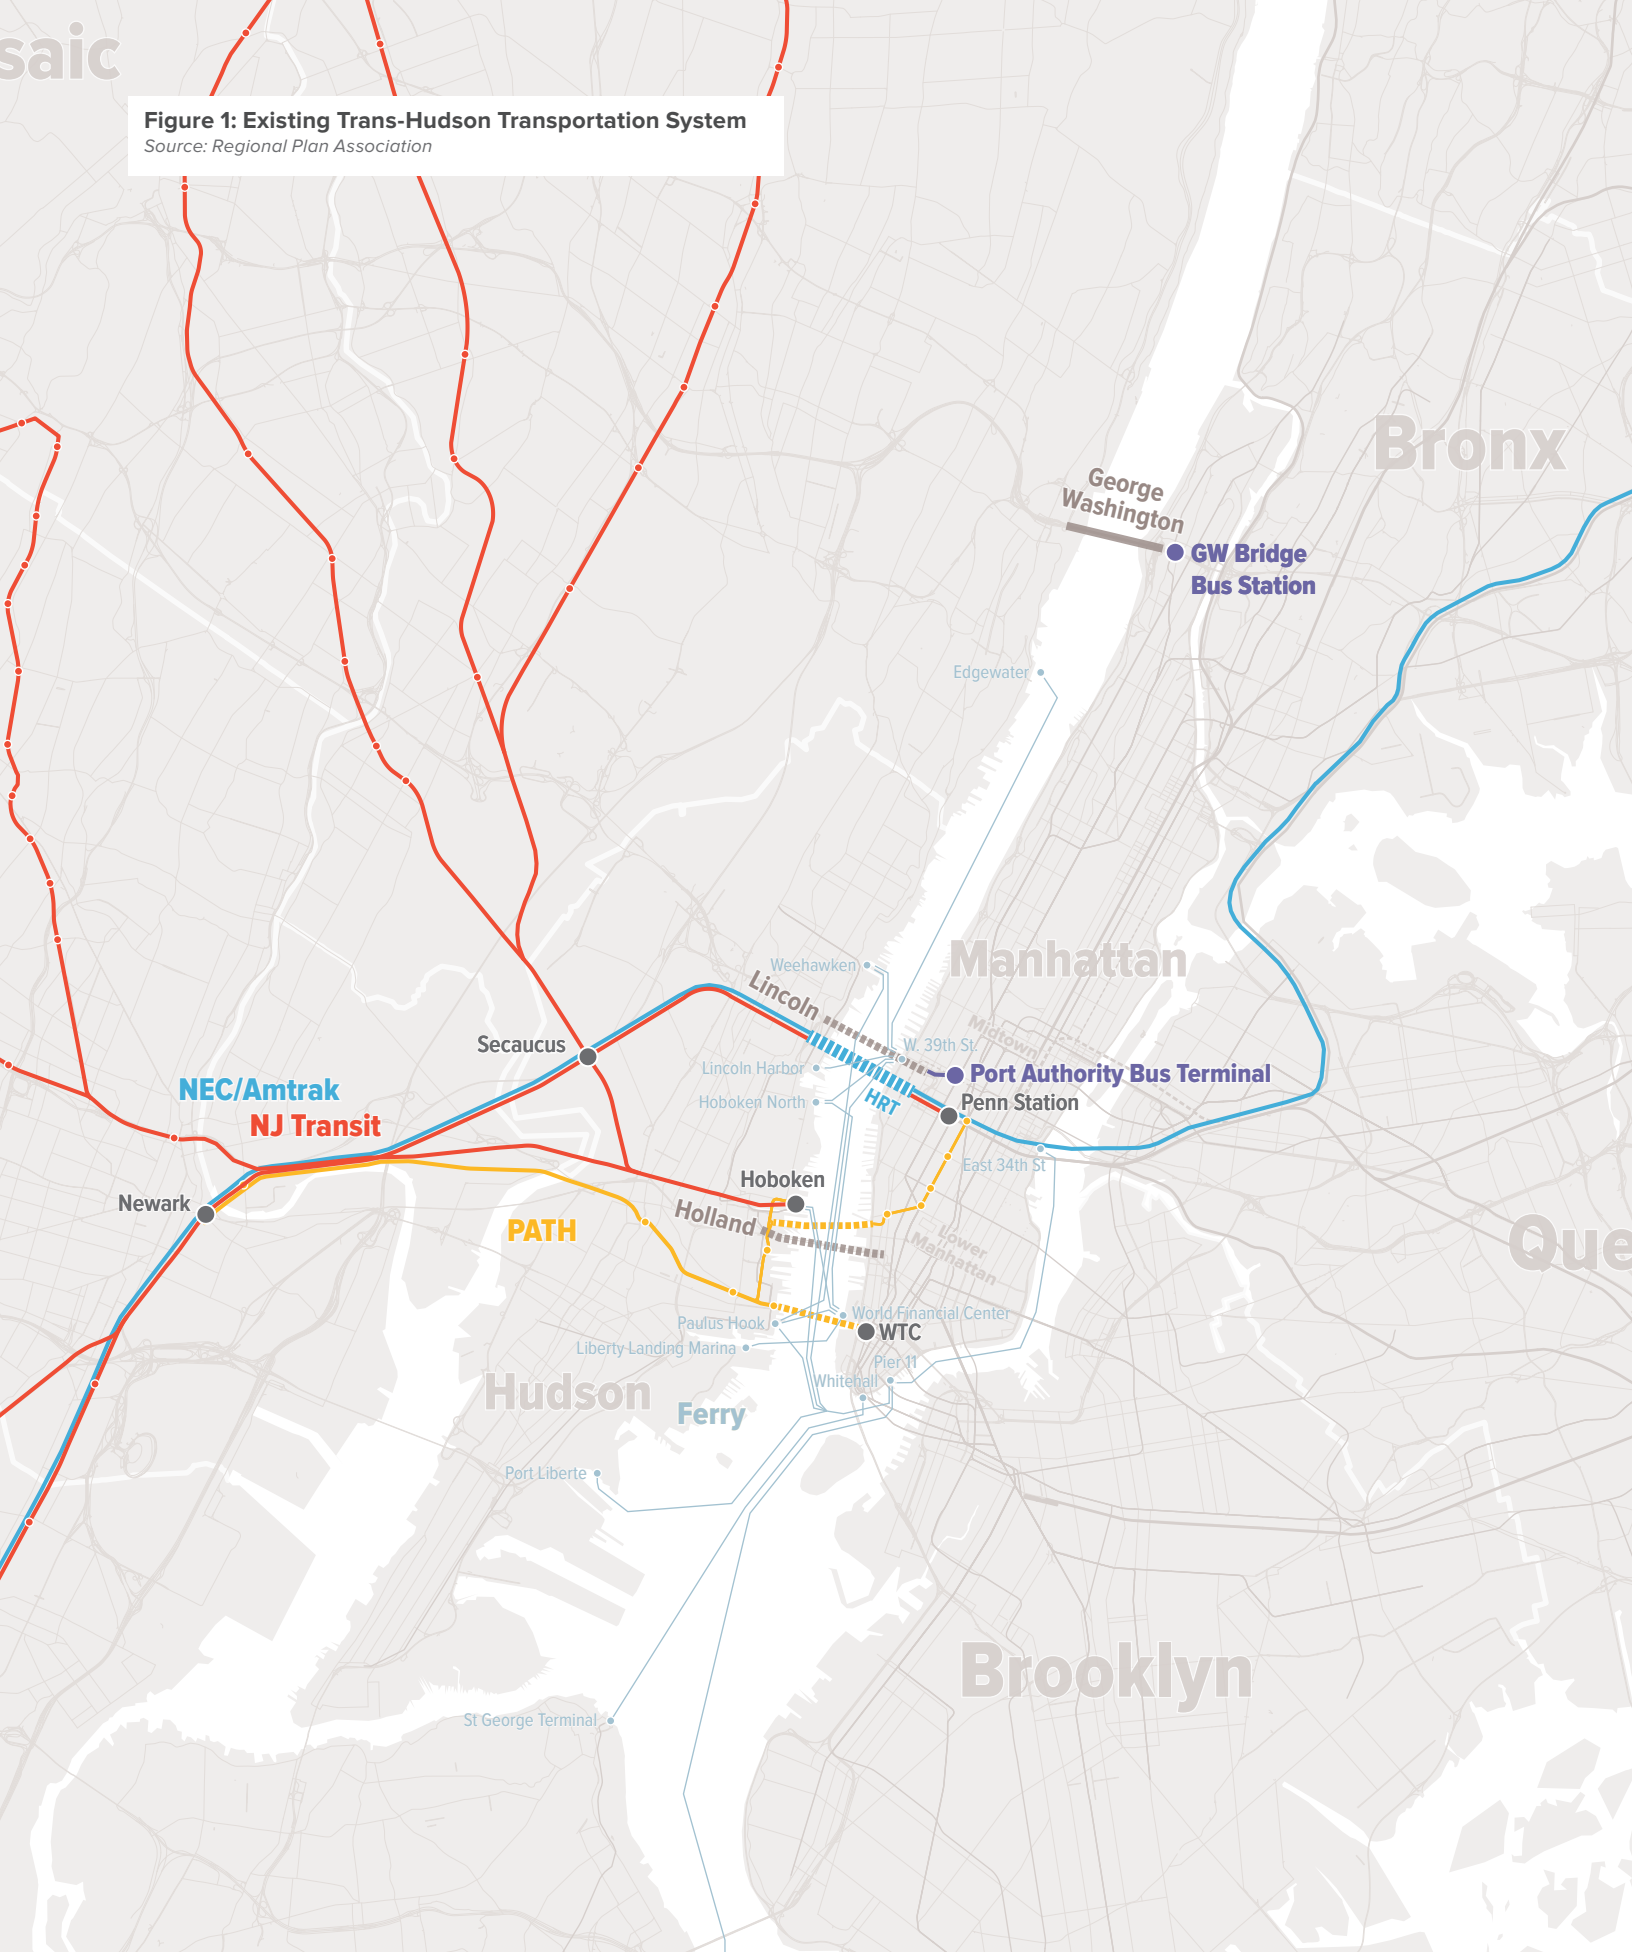 saic
Figure 1: Existing Trans-Hudson Transportation System
Source: Regional Plan Association
Bronx
George
Washington
GW Bridge
Bus Station
Edgewater
Manhattan
Weehawken
Lincoln
Midtown
Secaucus
W. 39th St.
Lincoln Harbor
Port Authority Bus Terminal
NEC/Amtrak
HRT
Penn Station
Hoboken North
NJ Transit
East 34th St
Hoboken
Newark
Holland
PATH
Lower
Manhattan
Que
World Financial Center
Paulus Hook
WTC
Liberty Landing Marina
Pier 11
Whitehall
Hudson
Ferry
Port Liberte
Brooklyn
St George Terminal